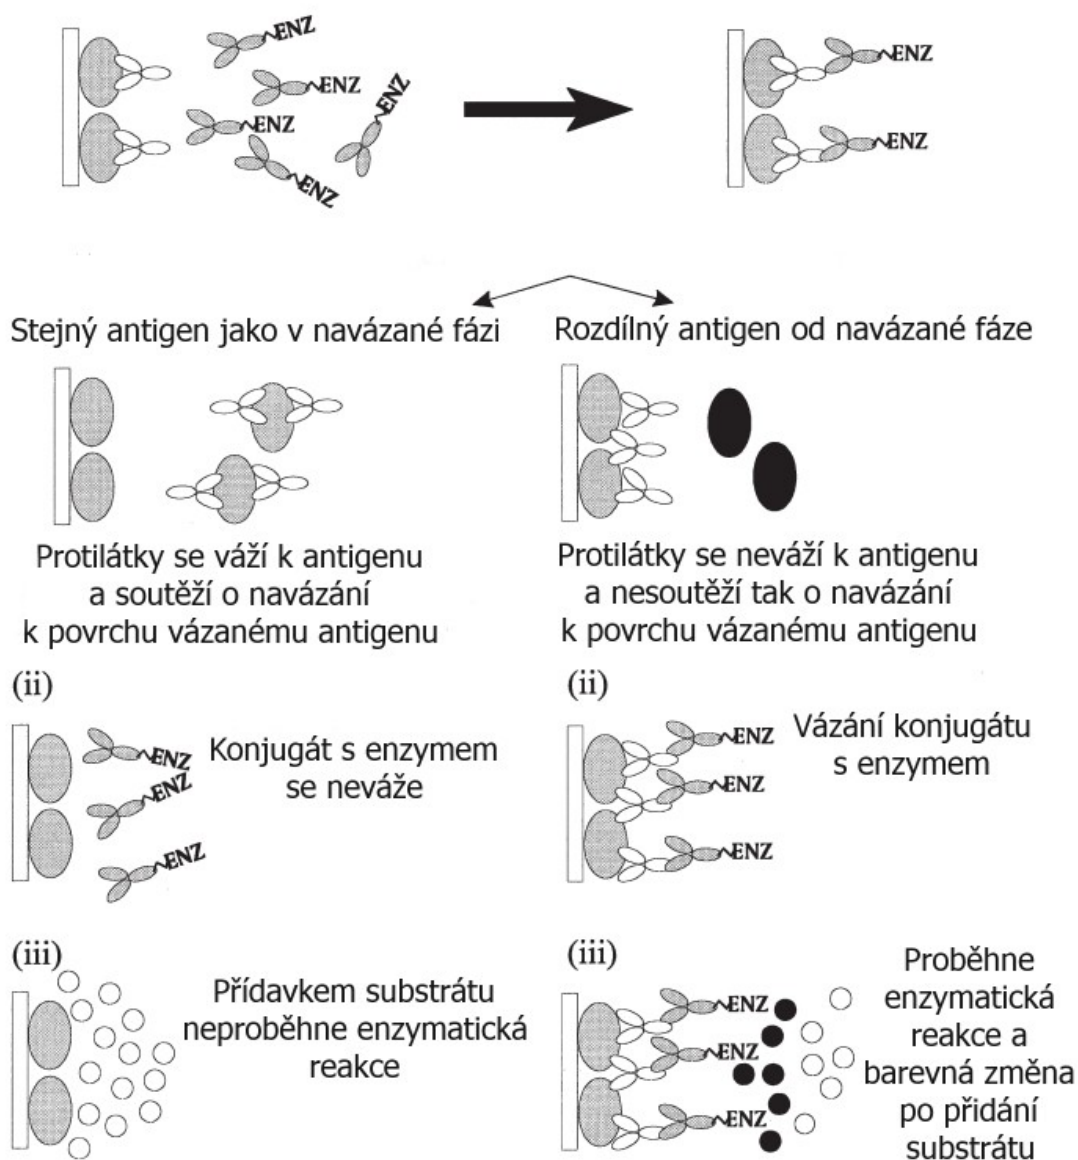 ENZ
ENZ
ENZ
ENZ
ENZ
ENZ
ENZ
Stejný antigen jako v navázané fázi
Rozdílný antigen od navázané fáze
Protilátky se váží k antigenu
a soutěží o navázání
k povrchu vázanému antigenu
Protilátky se neváží k antigenu
a nesoutěží tak o navázání
k povrchu vázanému antigenu
(ii)
ENZ
ENZ
ENZ
Konjugát s enzymem
se neváže
(ii)
ENZ
ENZ
ENZ
Vázání konjugátu
s enzymem
(iii)
Přídavkem substrátu
neproběhne enzymatická
reakce
(iii)
ENZ
ENZ
ENZ
Proběhne
enzymatická
reakce a
barevná změna
po přidání
substrátu